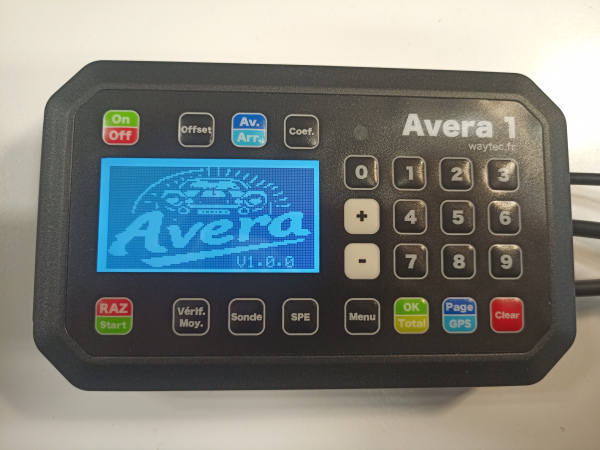 On
Off
Offset
Av.
Arr.
Coef.
Avera 1
waytec.fr
0 1 2 3
Avera
V1.0.0
+ 4 5 6
- 7 8 9
RAZ
Start
Vérif.
Moy.
Sonde
SPE
Menu
OK
Total
Page
GPS
Clear